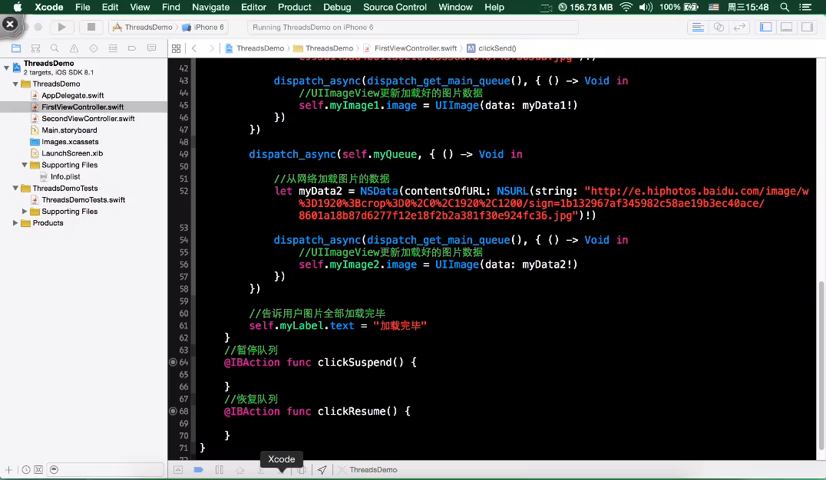 Xcode File Edit View Find Navigate Editor Product Debug Source Control Window Help 156.73 MB 100% 周三15:48
ThreadsDemo iPhone 6 Running ThreadsDemo on iPhone 6
ThreadsDemo ThreadsDemo FirstViewController.swift clickSend()
ThreadsDemo
2 targets, iOS SDK 8.1
ThreadsDemo
AppDelegate.swift
FirstViewController.swift
SecondViewController.swift
Main.storyboard
Images.xcassets
LaunchScreen.xib
Supporting Files
Info.plist
ThreadsDemoTests
ThreadsDemoTests.swift
Supporting Files
Products
42
43 dispatch_async(dispatch_get_main_queue(), { () -> Void in
44 //UIImageView更新加载好的图片数据
45 self.myImage1.image = UIImage(data: myData1!)
46 })
47 })
48
49 dispatch_async(self.myQueue, { () -> Void in
50
51 //从网络加载图片的数据
52 let myData2 = NSData(contentsOfURL: NSURL(string: "http://e.hiphotos.baidu.com/image/w
%3D1920%3Bcrop%3D0%2C0%2C1920%2C1200/sign=1b132967af345982c58ae19b3ec40ace/
8601a18b87d6277f12e18f2b2a381f30e924fc36.jpg")!)
53
54 dispatch_async(dispatch_get_main_queue(), { () -> Void in
55 //UIImageView更新加载好的图片数据
56 self.myImage2.image = UIImage(data: myData2!)
57 })
58 })
59
60 //告诉用户图片全部加载完毕
61 self.myLabel.text = "加载完毕"
62 }
63 //暂停队列
64 @IBAction func clickSuspend() {
65
66 }
67 //恢复队列
68 @IBAction func clickResume() {
69
70 }
71 }
Xcode
ThreadsDemo